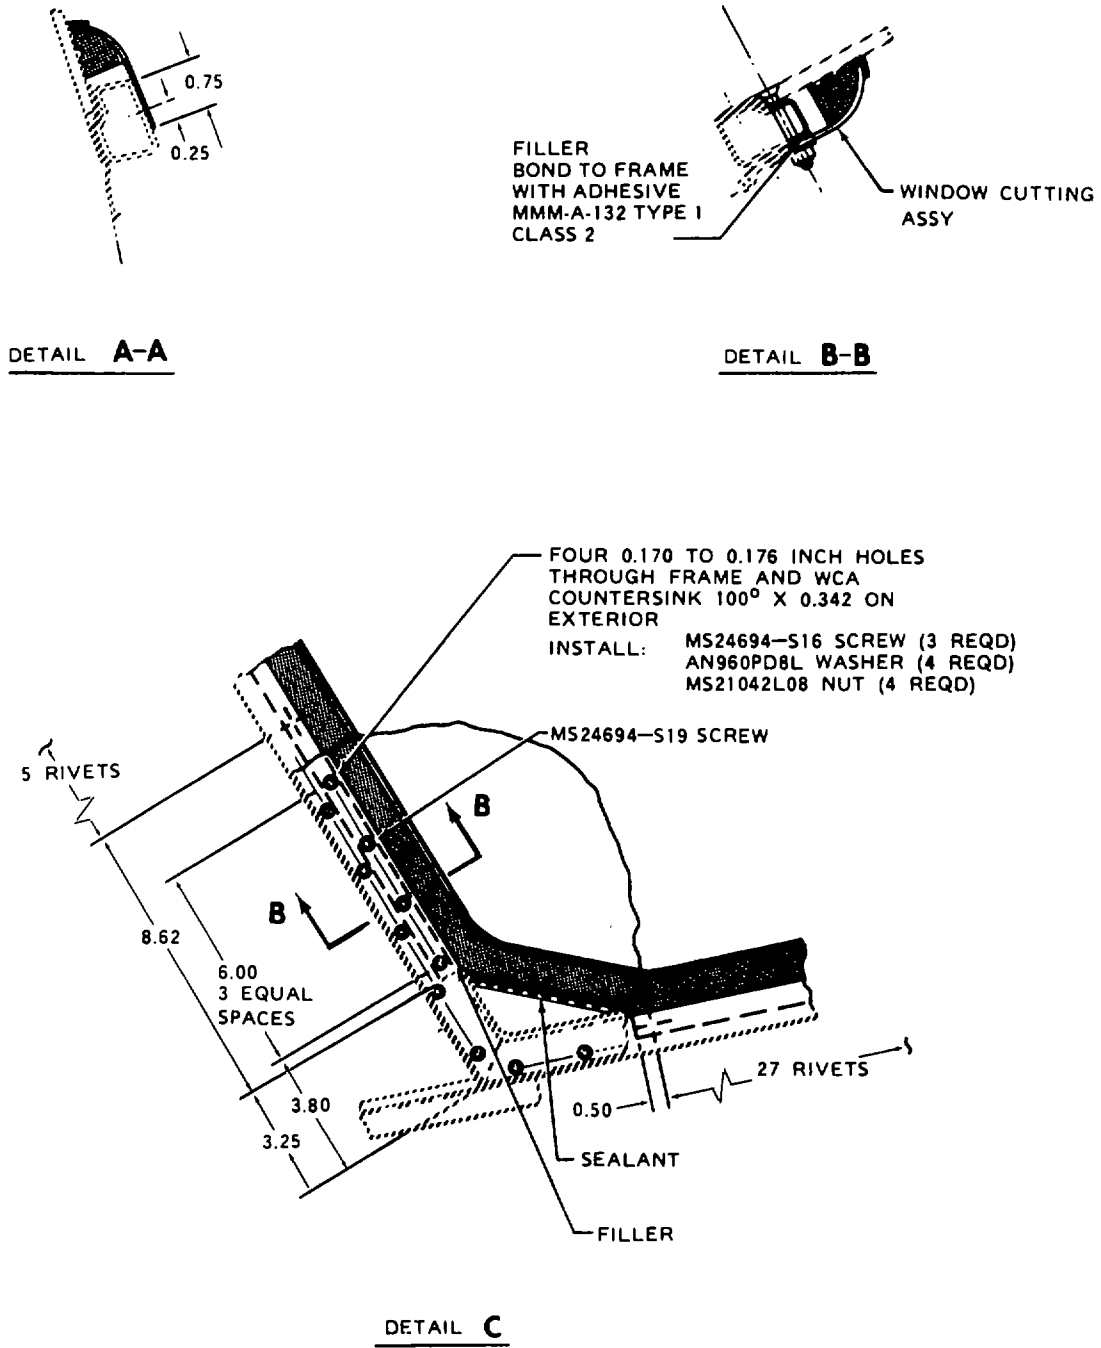 0.75
0.25
DETAIL A-A
FILLER
BOND TO FRAME
WITH ADHESIVE
MMM-A-132 TYPE 1
CLASS 2
WINDOW CUTTING
ASSY
DETAIL B-B
FOUR 0.170 TO 0.176 INCH HOLES
THROUGH FRAME AND WCA
COUNTERSINK 100° X 0.342 ON
EXTERIOR
INSTALL: MS24694-S16 SCREW (3 REQD)
AN960PD8L WASHER (4 REQD)
MS21042L08 NUT (4 REQD)
MS24694-S19 SCREW
5 RIVETS
B
B
8.62
6.00
3 EQUAL
SPACES
27 RIVETS
0.50
3.80
3.25
SEALANT
FILLER
DETAIL C